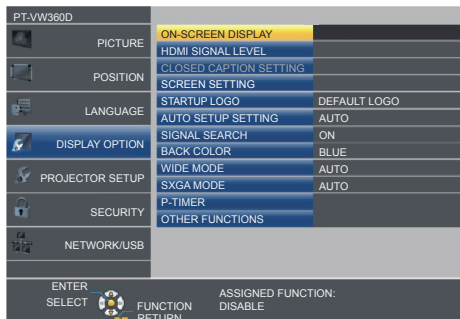 PT-VW360D
PICTURE
POSITION
LANGUAGE
DISPLAY OPTION
PROJECTOR SETUP
SECURITY
NETWORK/USB
ON-SCREEN DISPLAY
HDMI SIGNAL LEVEL
CLOSED CAPTION SETTING
SCREEN SETTING
STARTUP LOGO DEFAULT LOGO
AUTO SETUP SETTING AUTO
SIGNAL SEARCH ON
BACK COLOR BLUE
WIDE MODE AUTO
SXGA MODE AUTO
P-TIMER
OTHER FUNCTIONS
ENTER
SELECT
FUNCTION
RETURN
ASSIGNED FUNCTION:
DISABLE